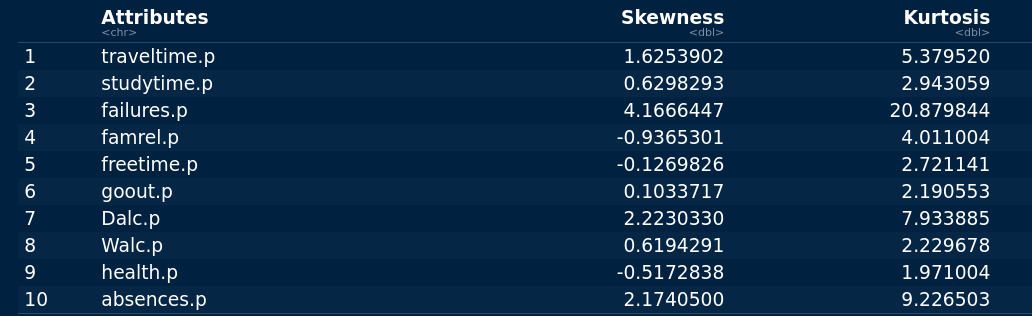 Attributes Skewness Kurtosis
<chr> <dbl> <dbl>
1 traveltime.p 1.6253902 5.379520
2 studytime.p 0.6298293 2.943059
3 failures.p 4.1666447 20.879844
4 famrel.p -0.9365301 4.011004
5 freetime.p -0.1269826 2.721141
6 goout.p 0.1033717 2.190553
7 Dalc.p 2.2230330 7.933885
8 Walc.p 0.6194291 2.229678
9 health.p -0.5172838 1.971004
10 absences.p 2.1740500 9.226503